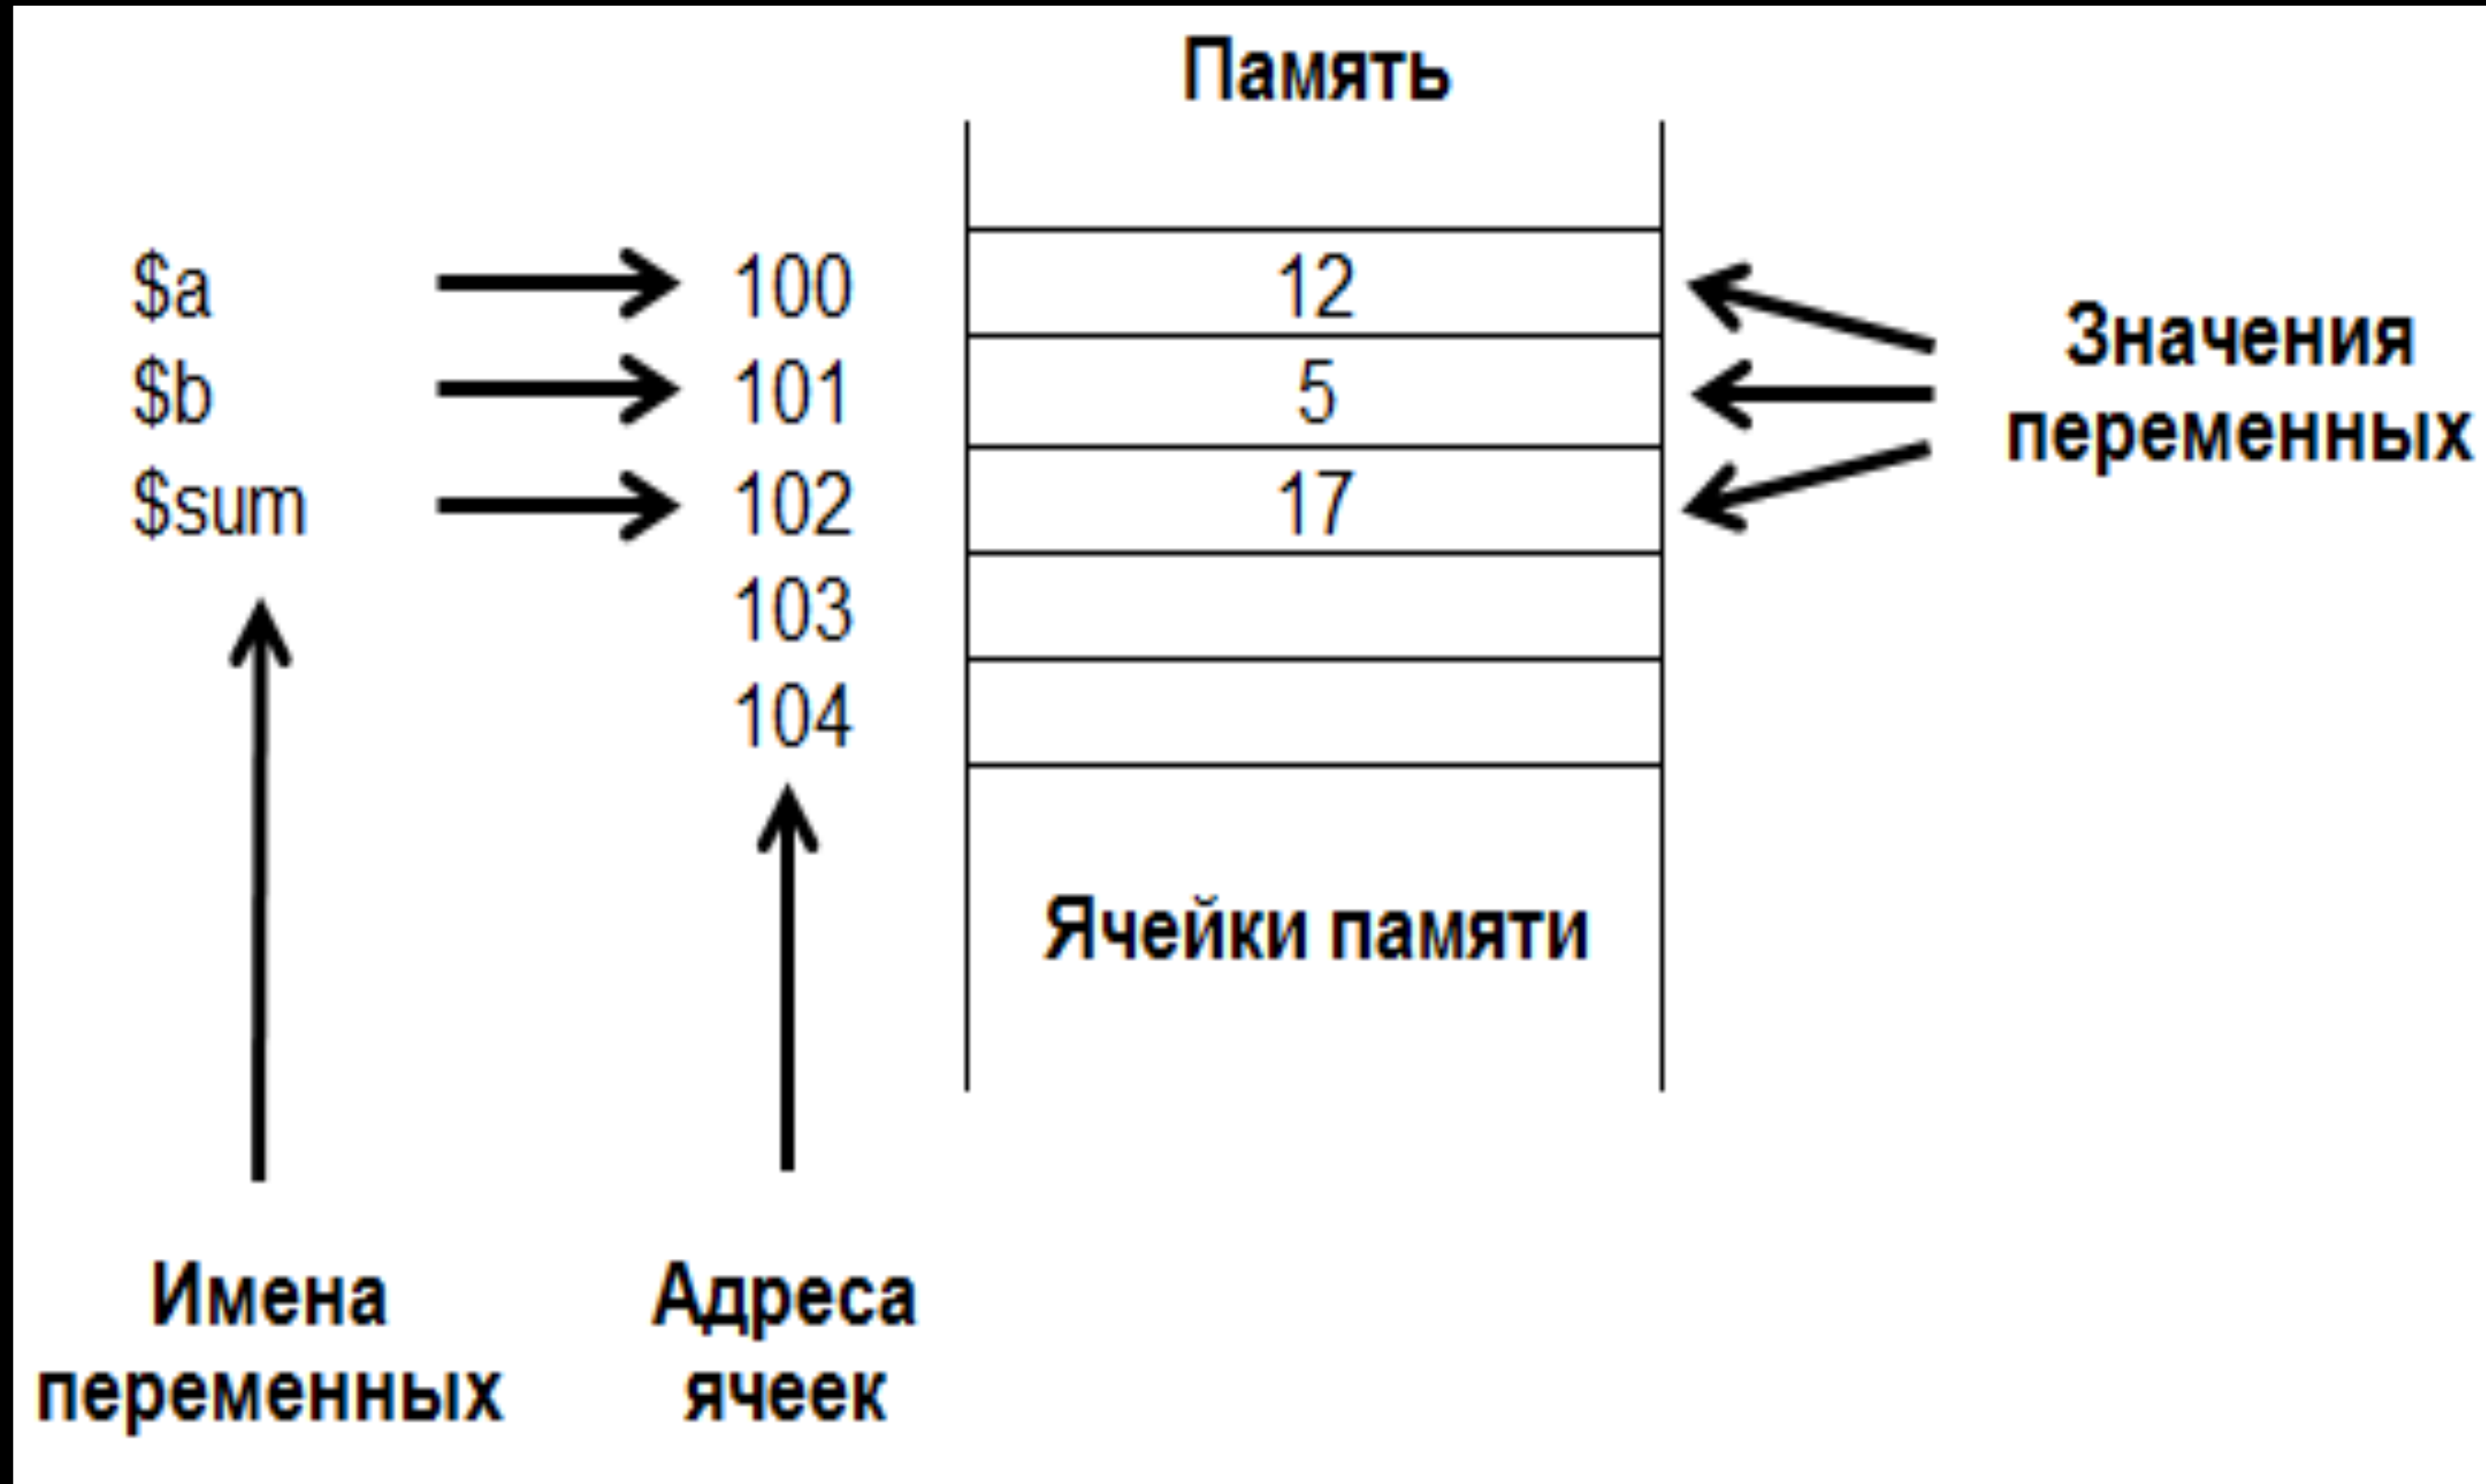 Память
$a 100 12
$b 101 5
$sum 102 17
103
104
Значения
переменных
Ячейки памяти
Имена
переменных
Адреса
ячеек